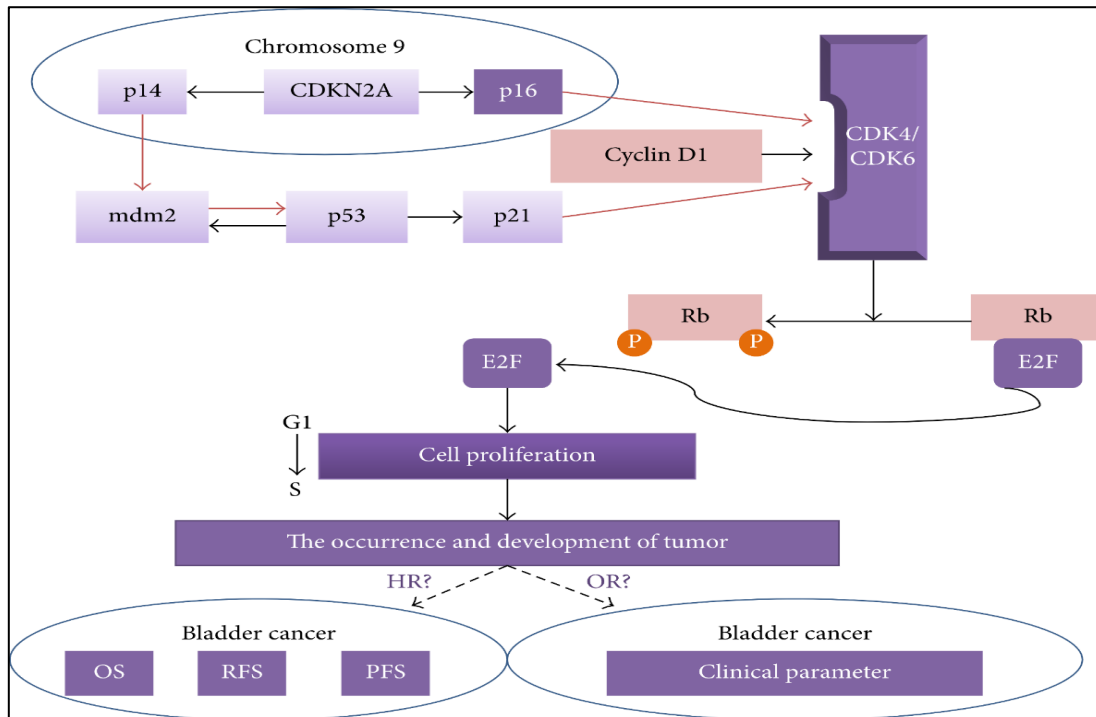 Chromosome 9
p14
CDKN2A
p16
CDK4/
CDK6
Cyclin D1
mdm2
p53
p21
Rb
P
P
Rb
E2F
E2F
G1
S
Cell proliferation
The occurrence and development of tumor
HR?
OR?
Bladder cancer
OS
RFS
PFS
Bladder cancer
Clinical parameter